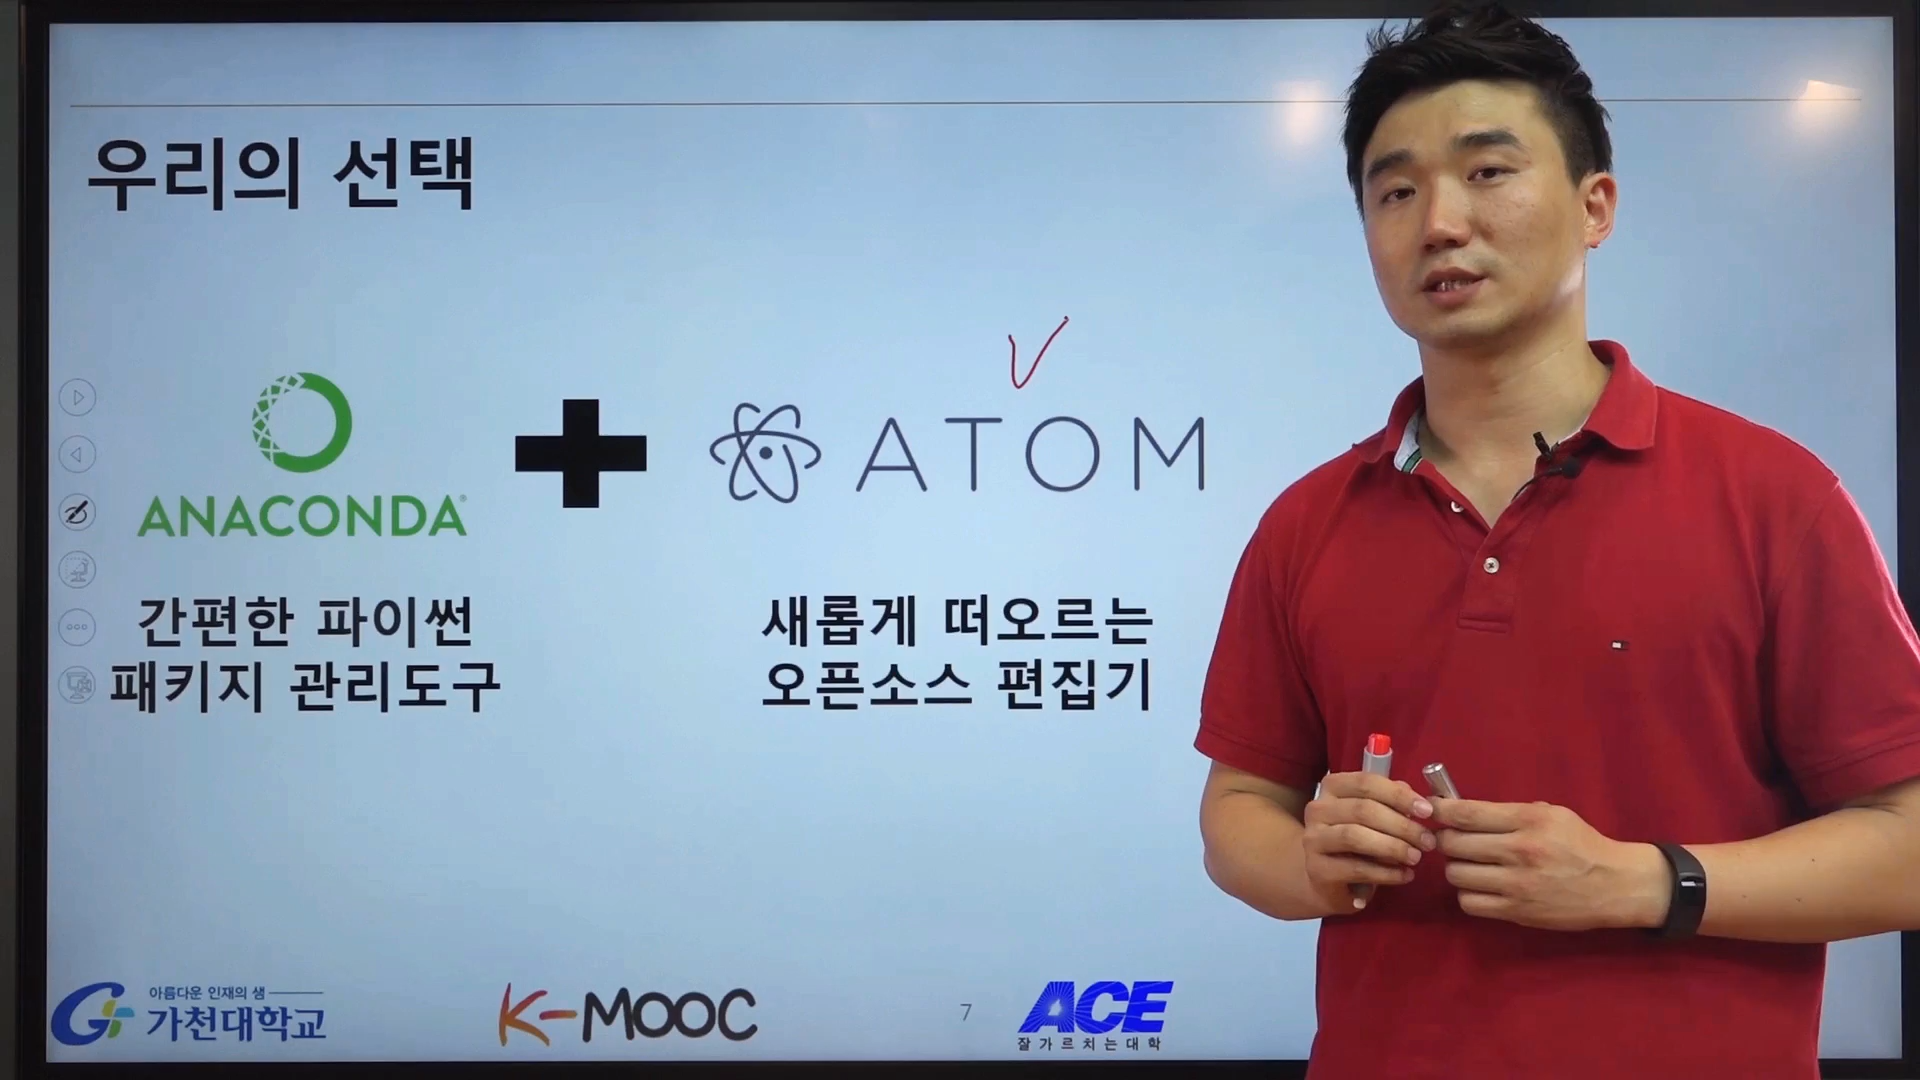 우리의 선택
ANANCONDA
ATOM
간편한 파이썬
패키지 관리도구
새롭게 떠오르는
오픈소스 편집기
아름다운 인재의 샘
가천대학교
K-MOOC
7
ACE
잘가르치는대학